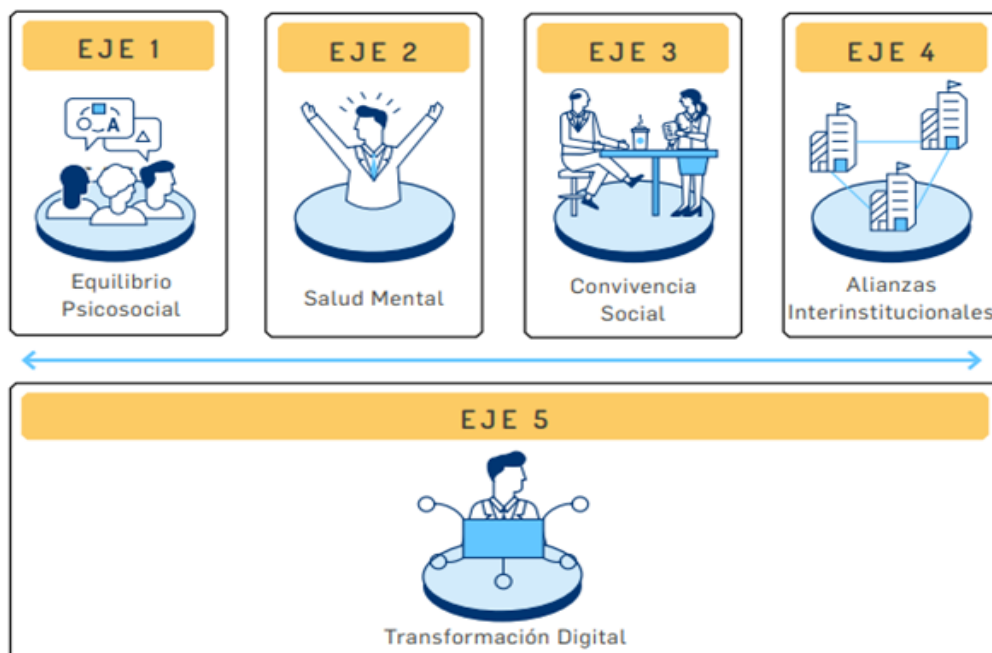 EJE 1
EJE 2
EJE 3
EJE 4
A
Equilibrio
Psicosocial
Salud Mental
Convivencia
Social
Alianzas
Interinstitucionales
EJE 5
Transformación Digital